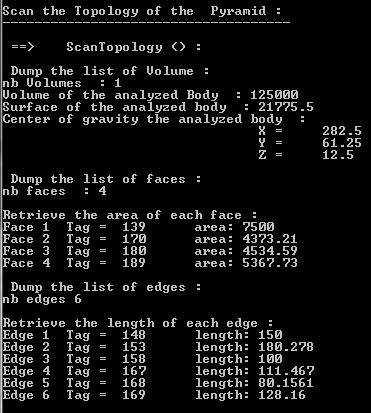 Scan the Topology of the  Pyramid :
-----------------------------------
==>    ScanTopology () :
Dump the list of Volume :
nb Volumes  : 1
Volume of the analyzed Body  : 125000
Surface of the analyzed body  : 21775.5
Center of gravity the analyzed body  :
X =     282.5
Y =     61.25
Z =     12.5
Dump the list of faces :
nb faces  : 4
Retrieve the area of each face :
Face 1  Tag =  139      area: 7500
Face 2  Tag =  170      area: 4373.21
Face 3  Tag =  180      area: 4534.59
Face 4  Tag =  189      area: 5367.73
Dump the list of edges :
nb edges 6
Retrieve the length of each edge :
Edge 1  Tag =  148      length: 150
Edge 2  Tag =  153      length: 180.278
Edge 3  Tag =  158      length: 100
Edge 4  Tag =  167      length: 111.467
Edge 5  Tag =  168      length: 80.1561
Edge 6  Tag =  169      length: 128.16